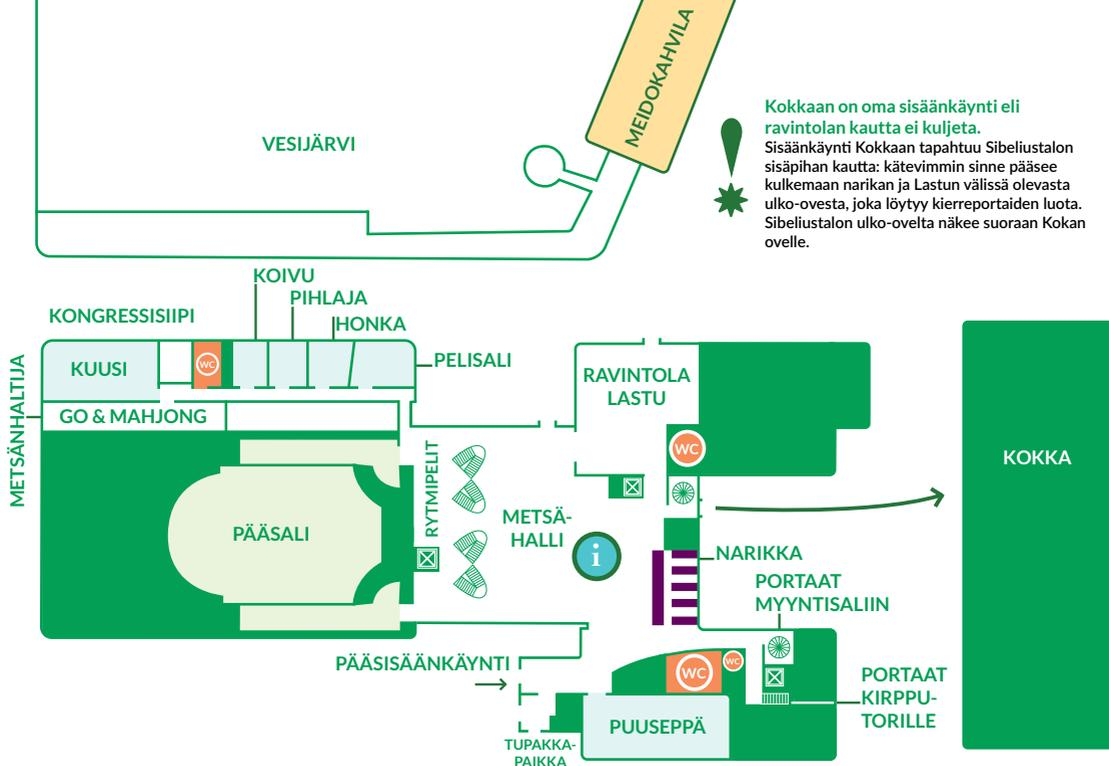 MEIDOKAHVILA
VESIJÄRVI
Kokkaan on oma sisäänkäynti eli
ravintolan kautta ei kuljeta.
Sisäänkäynti Kokkaan tapahtuu Sibeliustalon
sisäpihan kautta: kätevimmin sinne pääsee
kulkemaan narikan ja Lastun välissä olevasta
ulko-ovesta, joka löytyy kierreportaiden luota.
Sibeliustalon ulko-ovelta näkee suoraan Kokan
ovelle.
KOIVU
PIHLAJA
HONKA
KONGRESSISIIPI
PELISALI
KUUSI
WC
GO & MAHJONG
METSÄNHALTIJA
RAVINTOLA
LASTU
WC
KOKKA
RYTMIPELIT
PÄÄSALI
METSÄ-
HALLI
i
NARIKKA
PORTAAT
MYYNTISALIIN
PÄÄSISÄÄNKÄYNTI
WC
WC
PORTAAT
KIRPPU-
TORILLE
PUUSEPPÄ
TUPAKKA-
PAIKKA